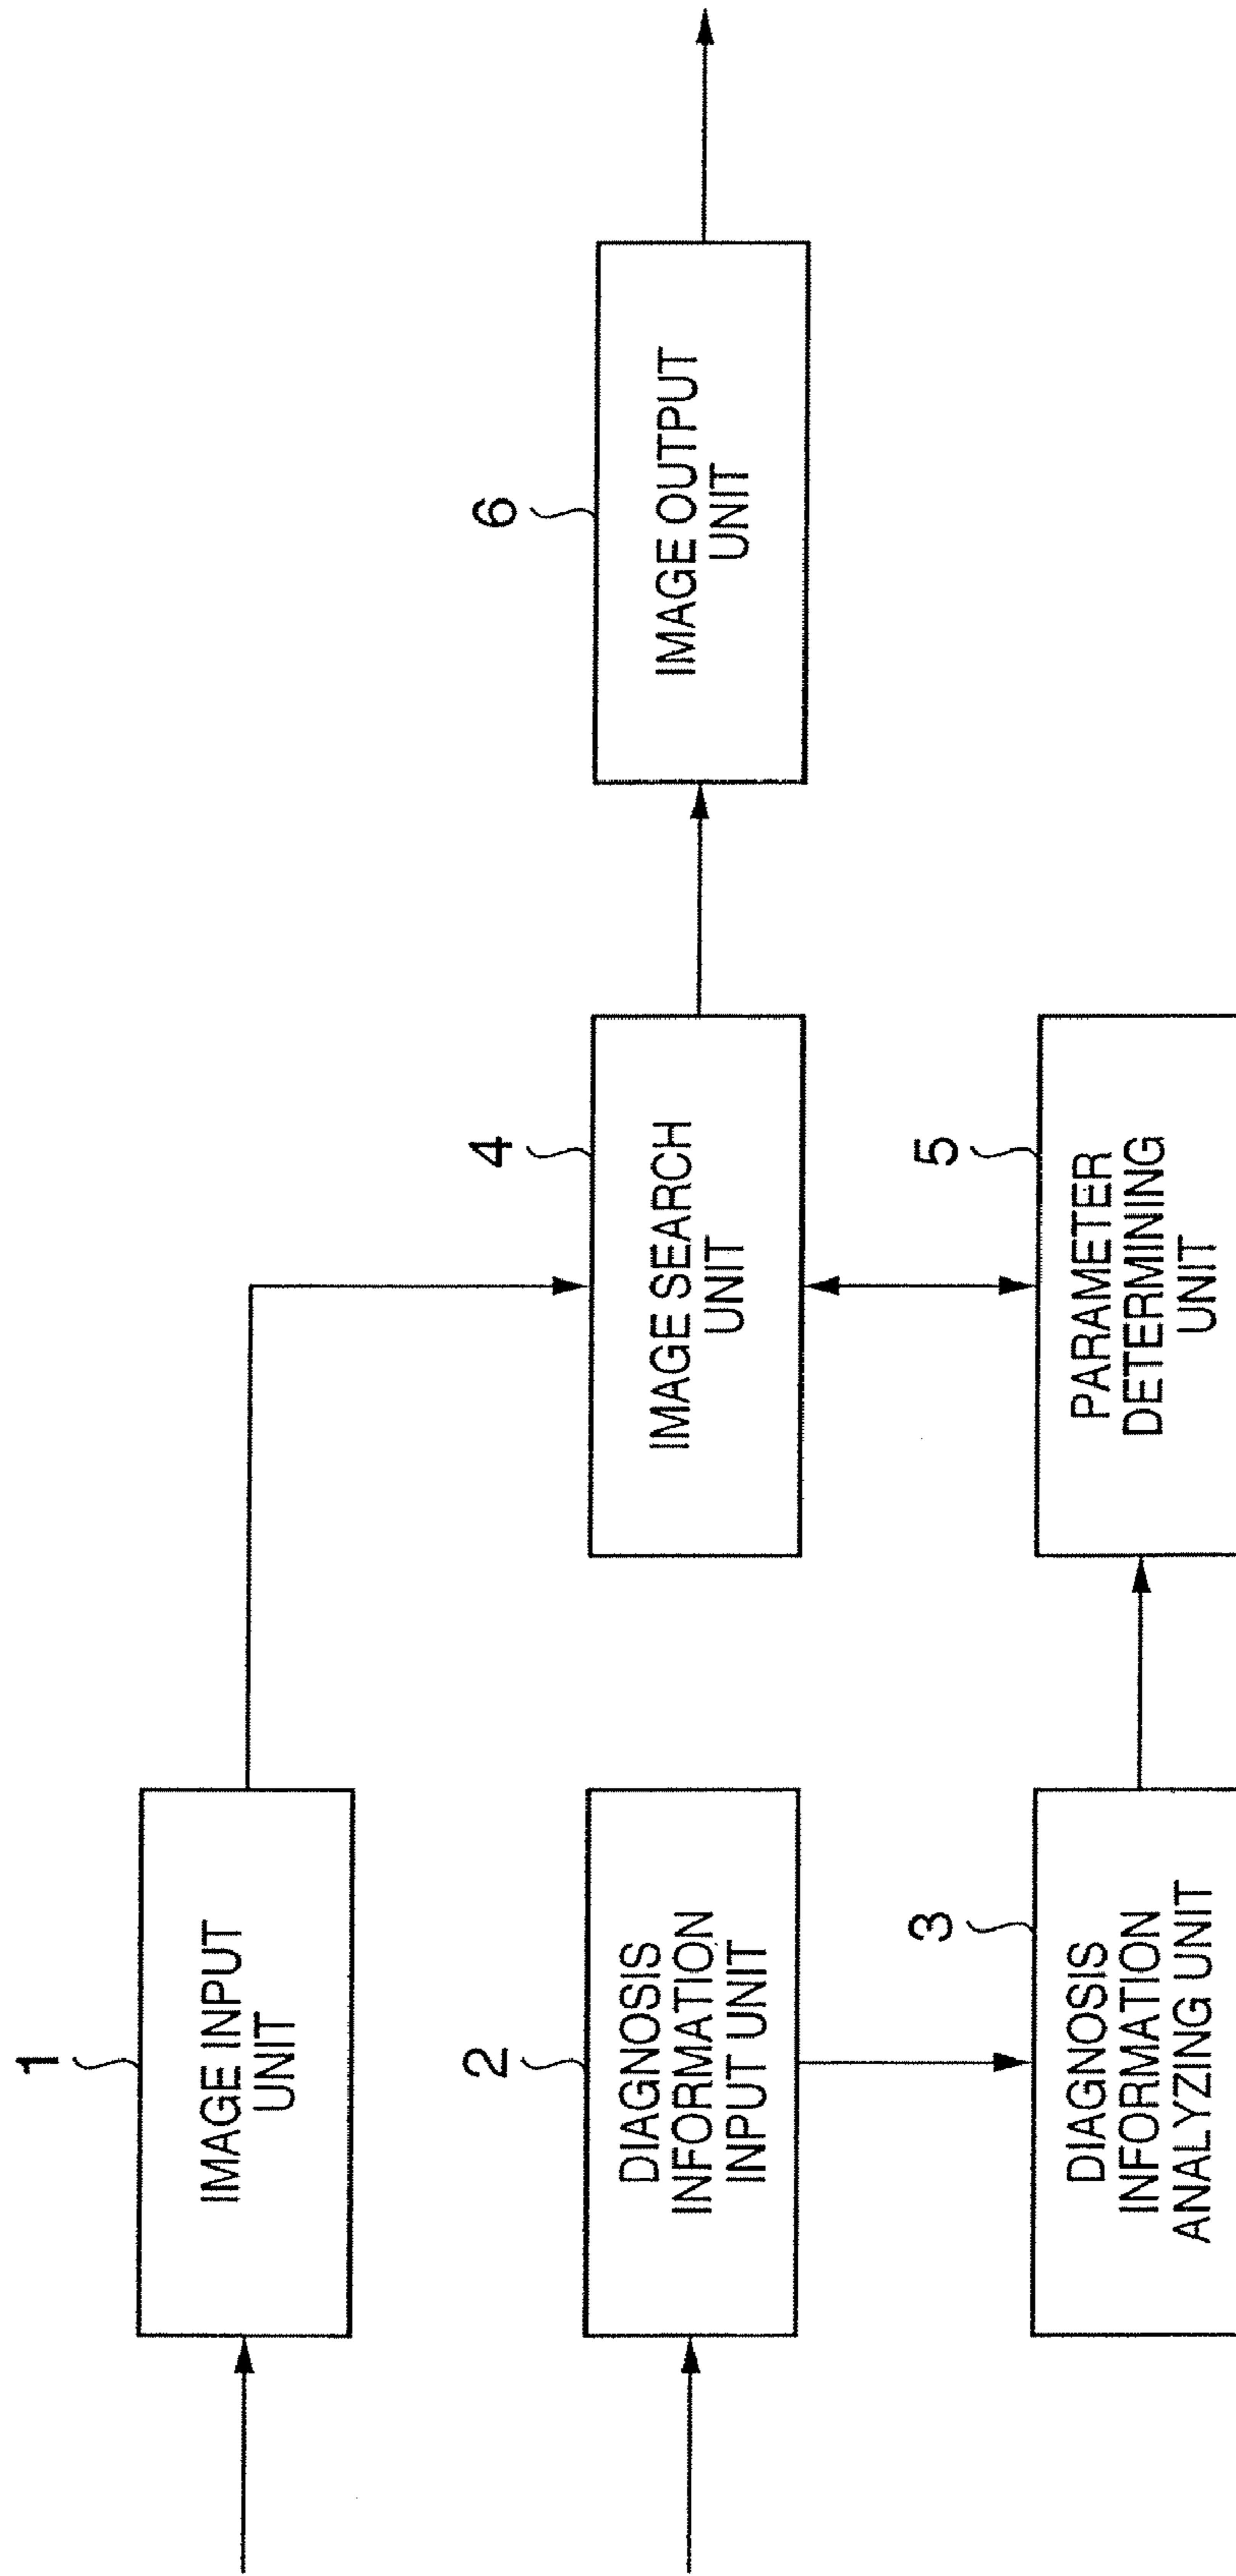 1
IMAGE INPUT
UNIT
2
DIAGNOSIS
INFORMATION
INPUT UNIT
3
DIAGNOSIS
INFORMATION
ANALYZING UNIT
4
IMAGE SEARCH
UNIT
5
PARAMETER
DETERMINING
UNIT
6
IMAGE OUTPUT
UNIT